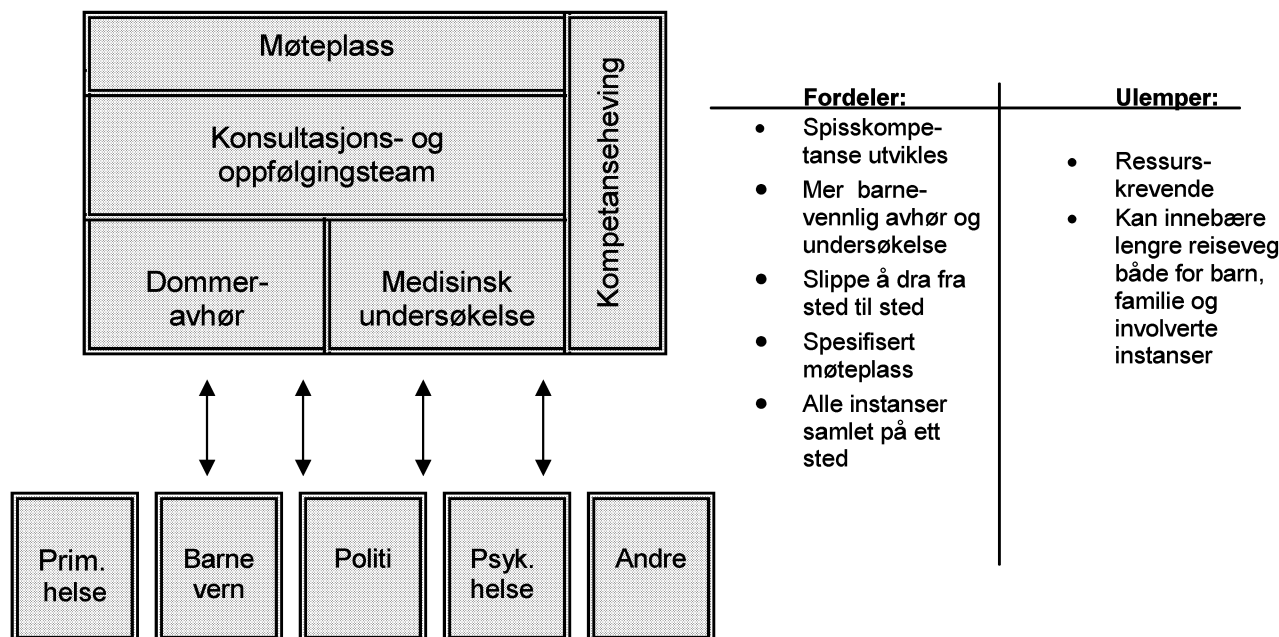 Møteplass
Konsultasjons- og
oppfølgingsteam
Dommer-
avhør
Medisinsk
undersøkelse
Kompetanseheving
Prim.
helse
Barne
vern
Politi
Psyk.
helse
Andre
Fordeler:
• Spisskompe-
tanse utvikles
• Mer barne-
vennlig avhør og
undersøkelse
• Slippe å dra fra
sted til sted
• Spesifisert
møteplass
• Alle instanser
samlet på ett
sted
Ulemper:
• Ressurs-
krevende
• Kan innebære
lengre reiseveg
både for barn,
familie og
involverte
instanser